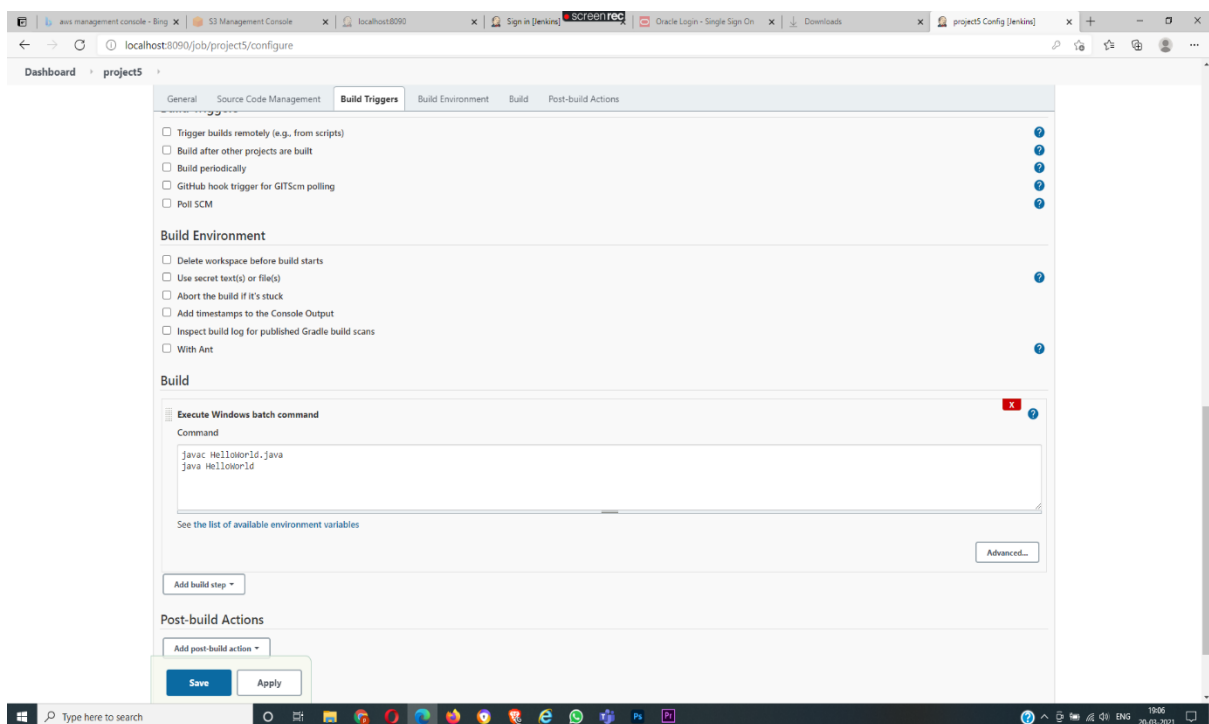 aws management console - Bing
S3 Management Console
localhost:8090
Sign in [Jenkins]
screenrec
Oracle Login - Single Sign On
Downloads
project5 Config [Jenkins]
localhost:8090/job/project5/configure
Dashboard
project5
General
Source Code Management
Build Triggers
Build Environment
Build
Post-build Actions
Build Triggers
Trigger builds remotely (e.g., from scripts)
Build after other projects are built
Build periodically
GitHub hook trigger for GITScm polling
Poll SCM
Build Environment
Delete workspace before build starts
Use secret text(s) or file(s)
Abort the build if it's stuck
Add timestamps to the Console Output
Inspect build log for published Gradle build scans
With Ant
Build
X
Execute Windows batch command
Command
javac HelloWorld.java
java HelloWorld
See the list of available environment variables
Advanced...
Add build step
Post-build Actions
Add post-build action
Save
Apply
Type here to search
Ps
Pr
ENG
19:06